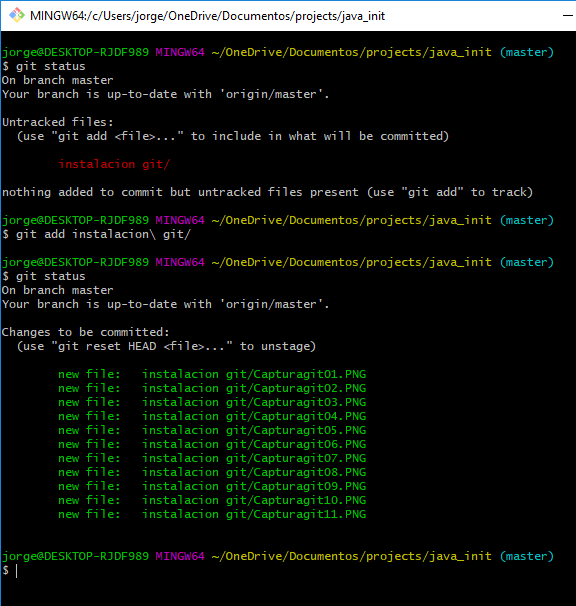 MINGW64:/c/Users/jorge/OneDrive/Documentos/projects/java_init
jorge@DESKTOP-RJDF989 MINGW64 ~/OneDrive/Documentos/projects/java_init (master)
$ git status
On branch master
Your branch is up-to-date with 'origin/master'.
Untracked files:
(use "git add <file>..." to include in what will be committed)
instalacion git/
nothing added to commit but untracked files present (use "git add" to track)
jorge@DESKTOP-RJDF989 MINGW64 ~/OneDrive/Documentos/projects/java_init (master)
$ git add instalacion\ git/
jorge@DESKTOP-RJDF989 MINGW64 ~/OneDrive/Documentos/projects/java_init (master)
$ git status
On branch master
Your branch is up-to-date with 'origin/master'.
Changes to be committed:
(use "git reset HEAD <file>..." to unstage)
new file:   instalacion git/Capturagit01.PNG
new file:   instalacion git/Capturagit02.PNG
new file:   instalacion git/Capturagit03.PNG
new file:   instalacion git/Capturagit04.PNG
new file:   instalacion git/Capturagit05.PNG
new file:   instalacion git/Capturagit06.PNG
new file:   instalacion git/Capturagit07.PNG
new file:   instalacion git/Capturagit08.PNG
new file:   instalacion git/Capturagit09.PNG
new file:   instalacion git/Capturagit10.PNG
new file:   instalacion git/Capturagit11.PNG
jorge@DESKTOP-RJDF989 MINGW64 ~/OneDrive/Documentos/projects/java_init (master)
$